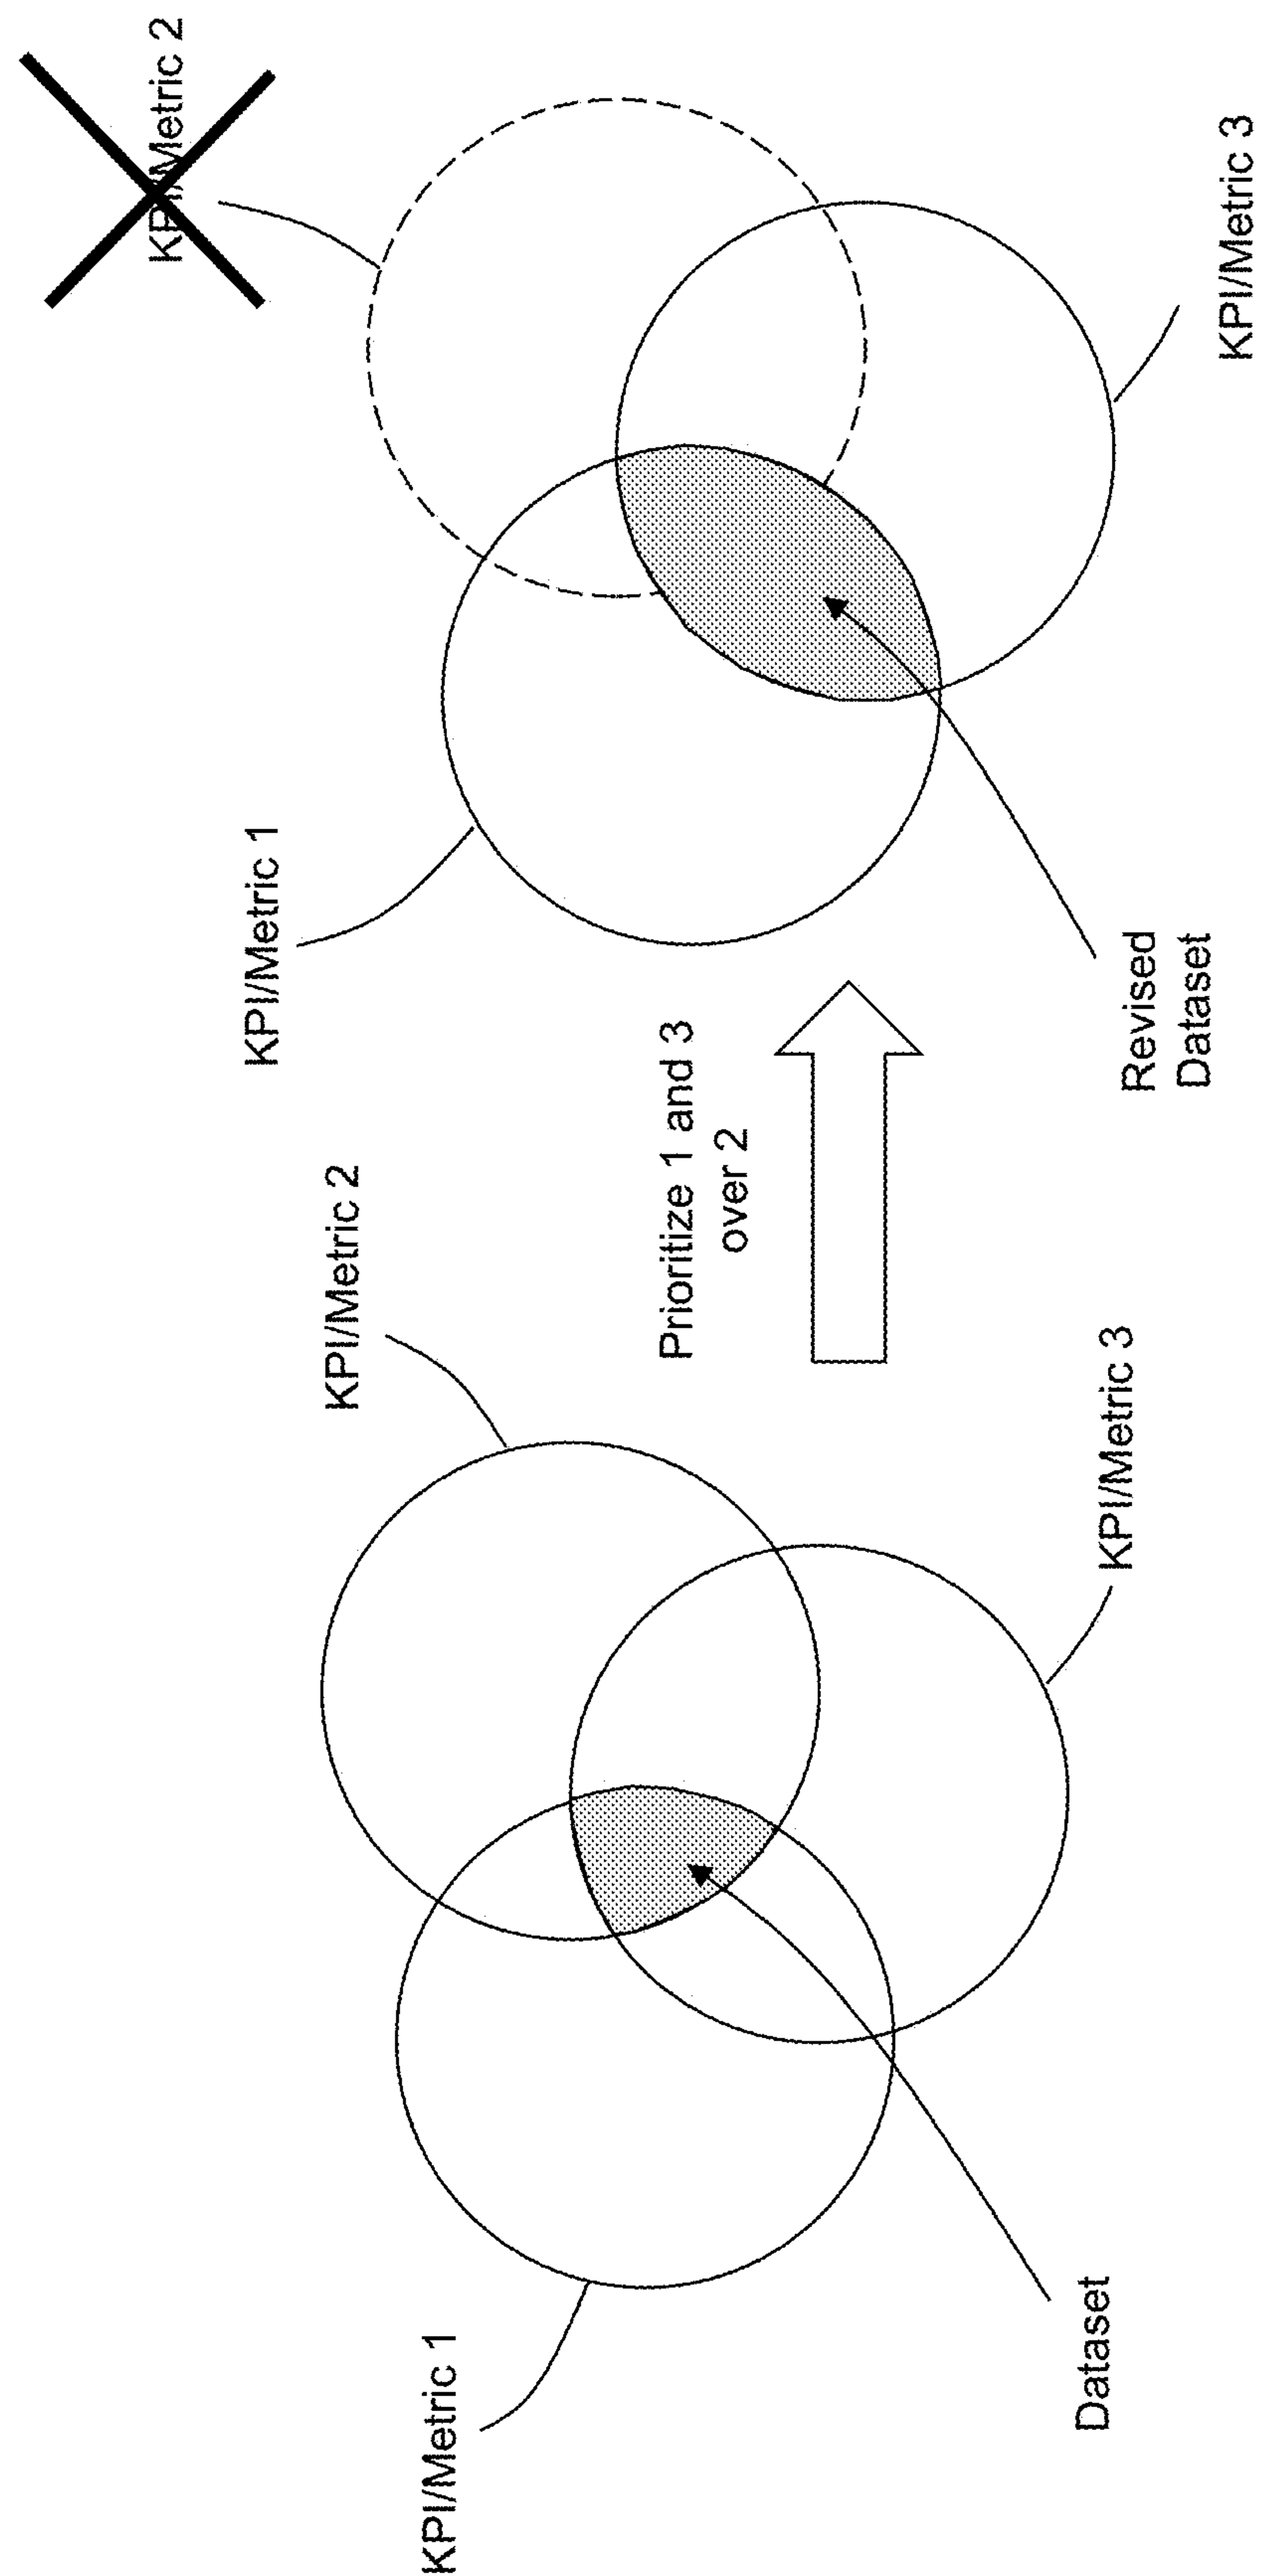 KPI/Metric 1
KPI/Metric 2
KPI/Metric 3
Dataset
Prioritize 1 and 3
over 2
KPI/Metric 1
KPI/Metric 2
KPI/Metric 3
Revised
Dataset